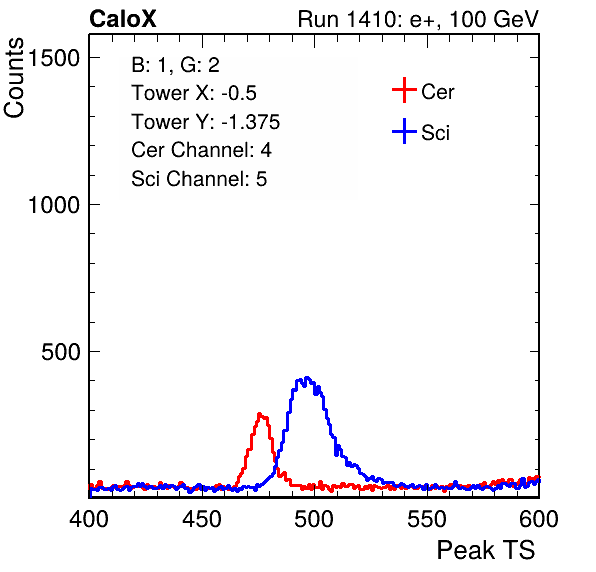 CaloX
Run 1410: e+, 100 GeV
Counts
1500
1000
500
B: 1, G: 2
Tower X: -0.5
Tower Y: -1.375
Cer Channel: 4
Sci Channel: 5
Cer
Sci
400
450
500
550
600
Peak TS